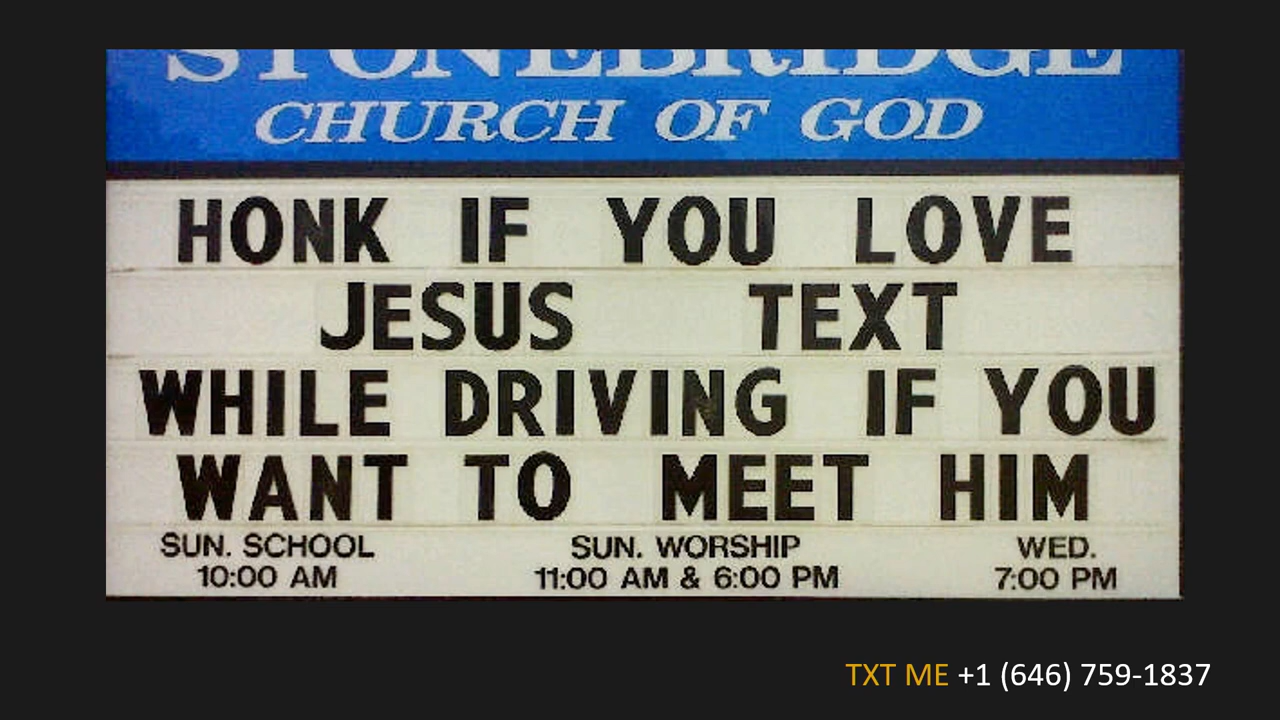 STONEBRIDGE
CHURCH OF GOD
HONK IF YOU LOVE
JESUS TEXT
WHILE DRIVING IF YOU
WANT TO MEET HIM
SUN. SCHOOL SUN. WORSHIP WED.
10:00 AM 11:00 AM & 6:00 PM 7:00 PM
TXT ME +1 (646) 759-1837